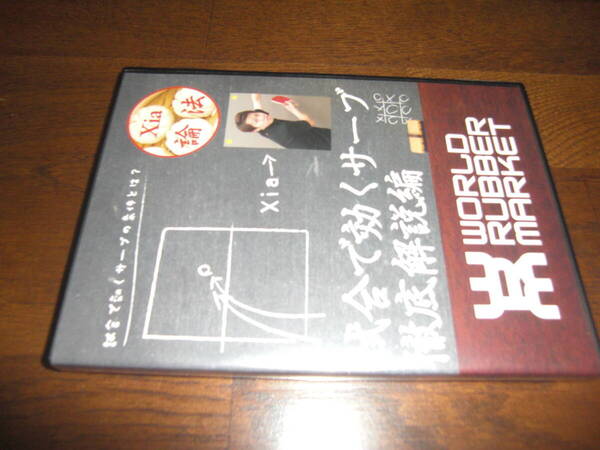 試合で効くサーブの条件とは?
Xia
論法
Xia→
試合で効くサーブ
徹底解説編
WORLD
RUBBER
MARKET